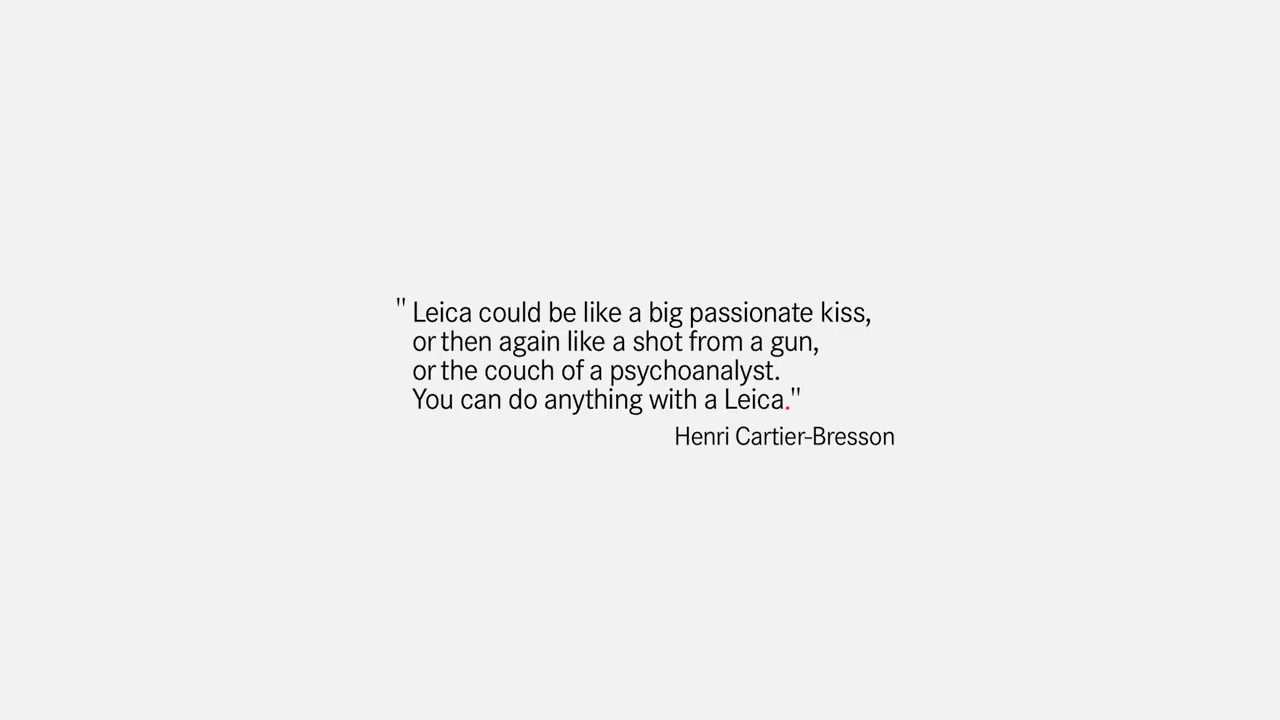 " Leica could be like a big passionate kiss,
or then again like a shot from a gun,
or the couch of a psychoanalyst.
You can do anything with a Leica."
Henri Cartier-Bresson